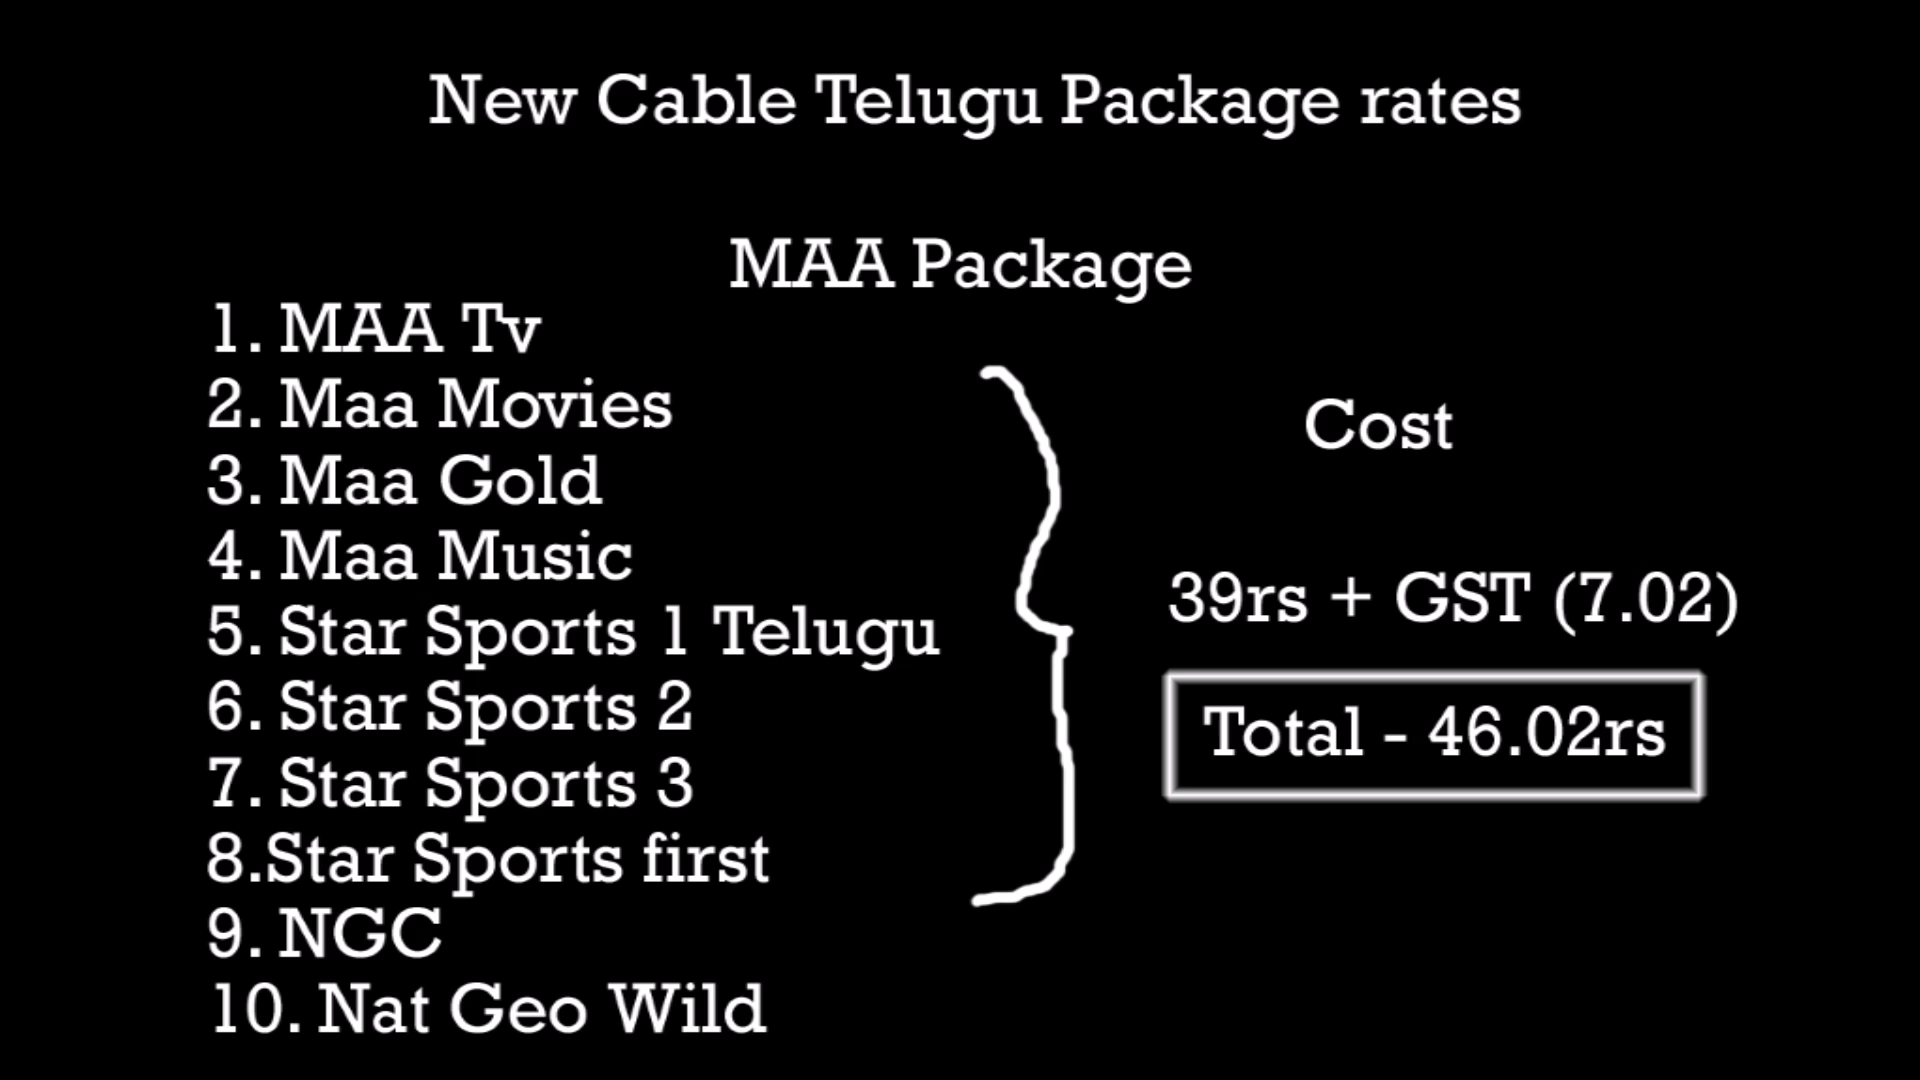 New Cable Telugu Package rates
MAA Package
1. MAA Tv
2. Maa Movies
3. Maa Gold
4. Maa Music
5. Star Sports 1 Telugu
6. Star Sports 2
7. Star Sports 3
8.Star Sports first
9. NGC
10. Nat Geo Wild
Cost
39rs + GST (7.02)
Total - 46.02rs